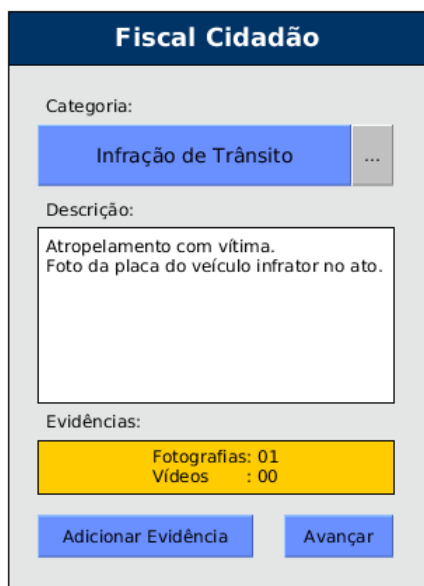 Fiscal Cidadão
Categoria:
Infração de Trânsito ...
Descrição:
Atropelamento com vítima.
Foto da placa do veículo infrator no ato.
Evidências:
Fotografias: 01
Vídeos : 00
Adicionar Evidência Avançar